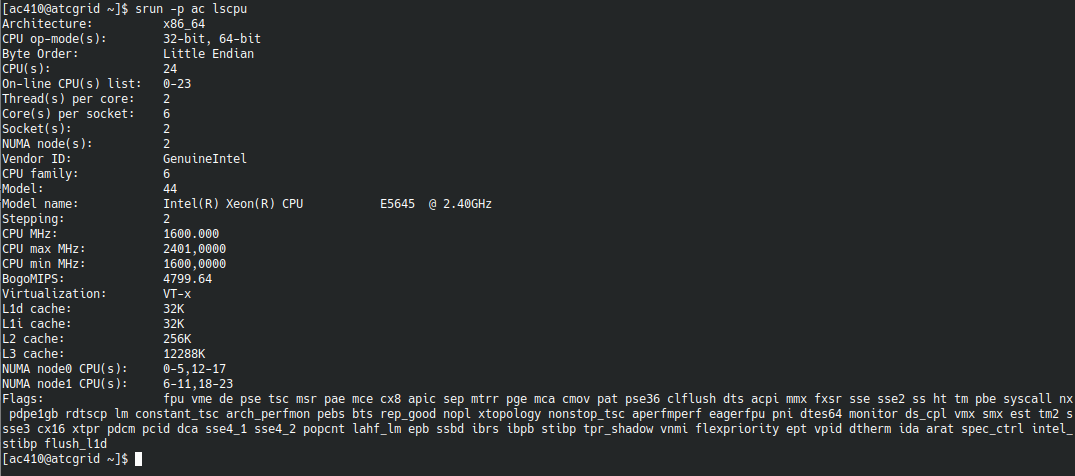 [ac410@atcgrid ~]$ srun -p ac lscpu
Architecture:          x86_64
CPU op-mode(s):        32-bit, 64-bit
Byte Order:            Little Endian
CPU(s):                24
On-line CPU(s) list:   0-23
Thread(s) per core:    2
Core(s) per socket:    6
Socket(s):             2
NUMA node(s):          2
Vendor ID:             GenuineIntel
CPU family:            6
Model:                 44
Model name:            Intel(R) Xeon(R) CPU           E5645  @ 2.40GHz
Stepping:              2
CPU MHz:               1600.000
CPU max MHz:           2401,0000
CPU min MHz:           1600,0000
BogoMIPS:              4799.64
Virtualization:        VT-x
L1d cache:             32K
L1i cache:             32K
L2 cache:              256K
L3 cache:              12288K
NUMA node0 CPU(s):     0-5,12-17
NUMA node1 CPU(s):     6-11,18-23
Flags:                 fpu vme de pse tsc msr pae mce cx8 apic sep mtrr pge mca cmov pat pse36 clflush dts acpi mmx fxsr sse sse2 ss ht tm pbe syscall nx
 pdpe1gb rdtscp lm constant_tsc arch_perfmon pebs bts rep_good nopl xtopology nonstop_tsc aperfmperf eagerfpu pni dtes64 monitor ds_cpl vmx smx est tm2 s
sse3 cx16 xtpr pdcm pcid dca sse4_1 sse4_2 popcnt lahf_lm epb ssbd ibrs ibpb stibp tpr_shadow vnmi flexpriority ept vpid dtherm ida arat spec_ctrl intel_
stibp flush_l1d
[ac410@atcgrid ~]$